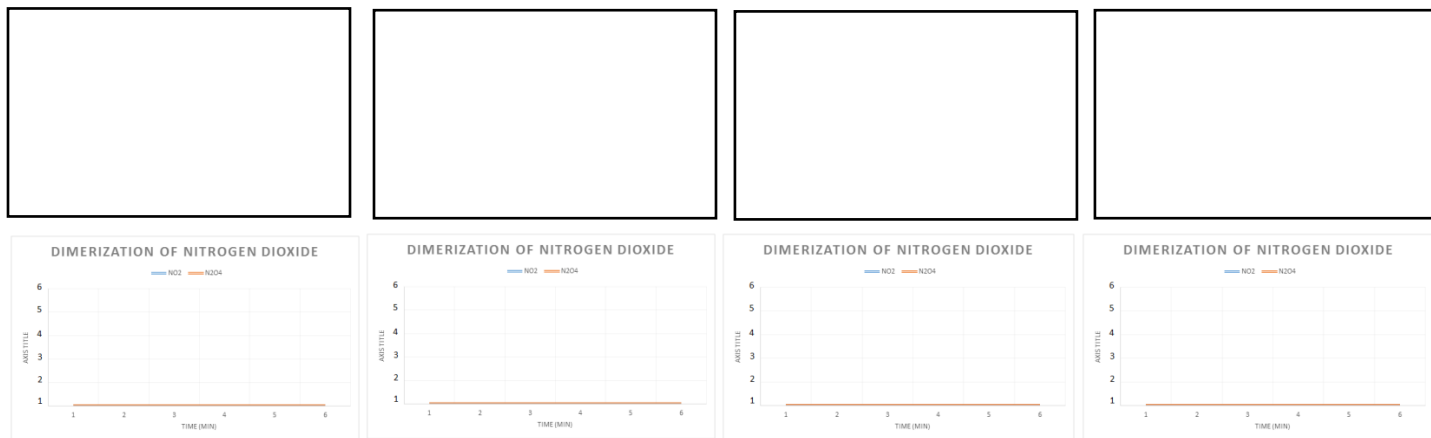 DIMERIZATION OF NITROGEN DIOXIDE
NO2 N2O4
6
5
4
3
2
1
AXIS TITLE
1 2 3 4 5 6
TIME (MIN)
DIMERIZATION OF NITROGEN DIOXIDE
NO2 N2O4
6
5
4
3
2
1
AXIS TITLE
1 2 3 4 5 6
TIME (MIN)
DIMERIZATION OF NITROGEN DIOXIDE
NO2 N2O4
6
5
4
3
2
1
AXIS TITLE
1 2 3 4 5 6
TIME (MIN)
DIMERIZATION OF NITROGEN DIOXIDE
NO2 N2O4
6
5
4
3
2
1
AXIS TITLE
1 2 3 4 5 6
TIME (MIN)